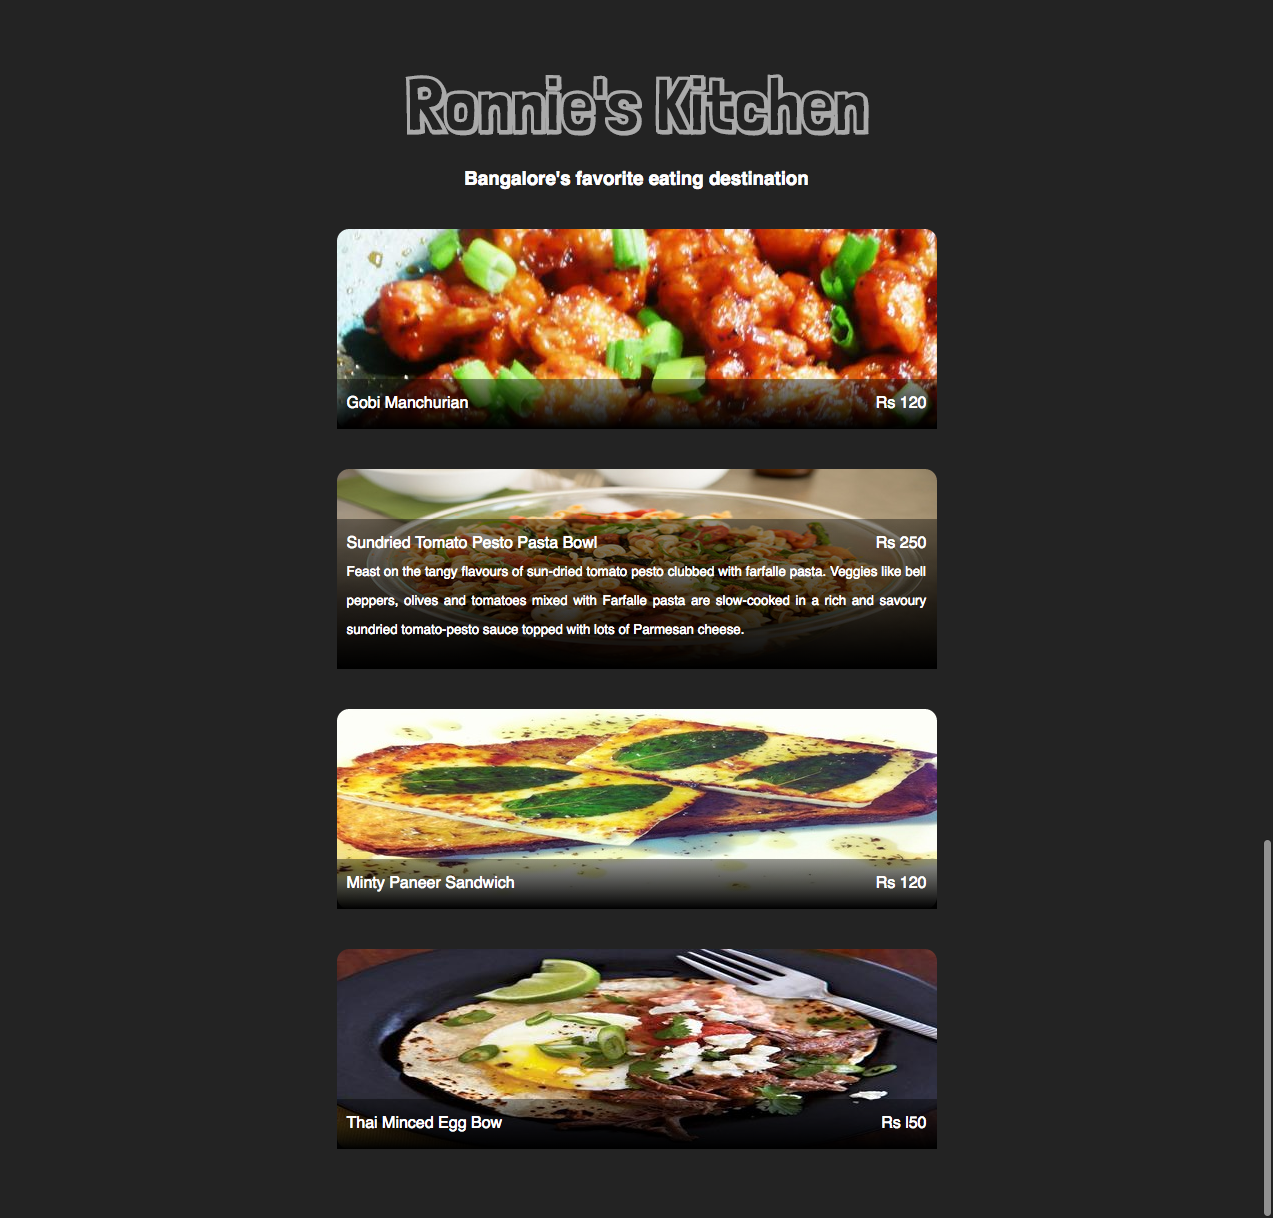 Ronnie's Kitchen
Bangalore's favorite eating destination
Gobi Manchurian Rs 120
Sundried Tomato Pesto Pasta Bowl Rs 250
Feast on the tangy flavours of sun-dried tomato pesto clubbed with farfalle pasta. Veggies like bell
peppers, olives and tomatoes mixed with Farfalle pasta are slow-cooked in a rich and savoury
sundried tomato-pesto sauce topped with lots of Parmesan cheese.
Minty Paneer Sandwich Rs 120
Thai Minced Egg Bow Rs l50